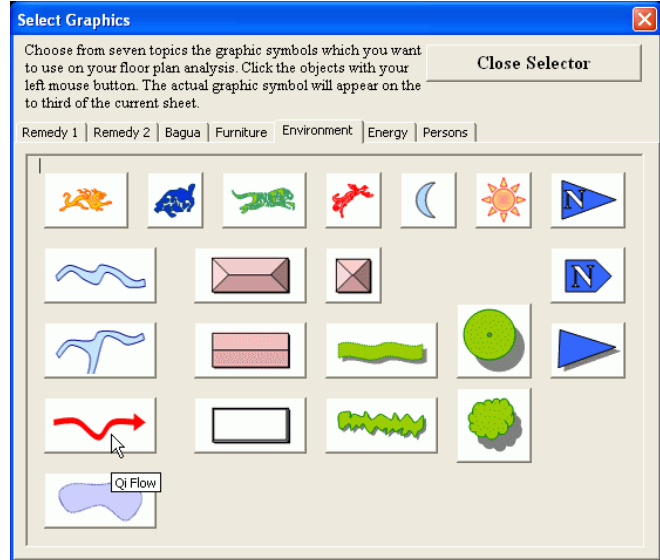 Select Graphics
Choose from seven topics the graphic symbols which you want
to use on your floor plan analysis. Click the objects with your
left mouse button. The actual graphic symbol will appear on the
to third of the current sheet.
Close Selector
Remedy 1 | Remedy 2 | Bagua | Furniture | Environment | Energy | Persons
N
N
Qi Flow